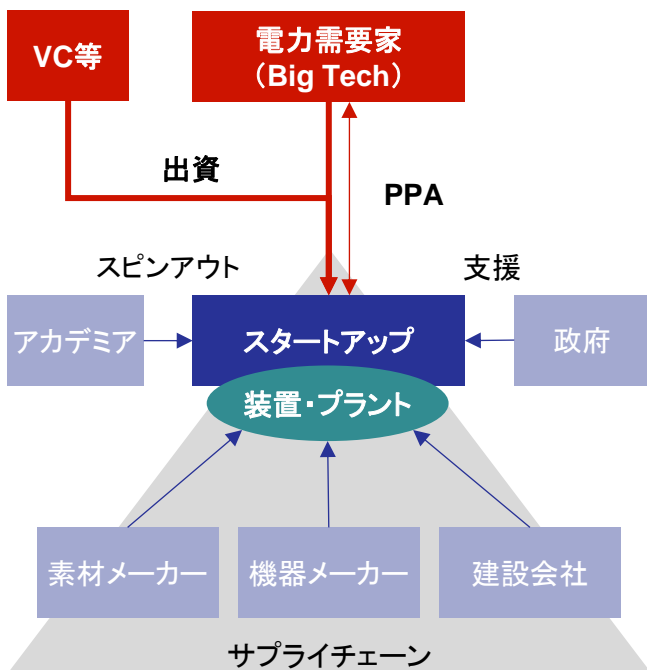 VC等
電力需要家
（Big Tech）
出資
PPA
スピンアウト
支援
アカデミア
スタートアップ
政府
装置・プラント
素材メーカー
機器メーカー
建設会社
サプライチェーン